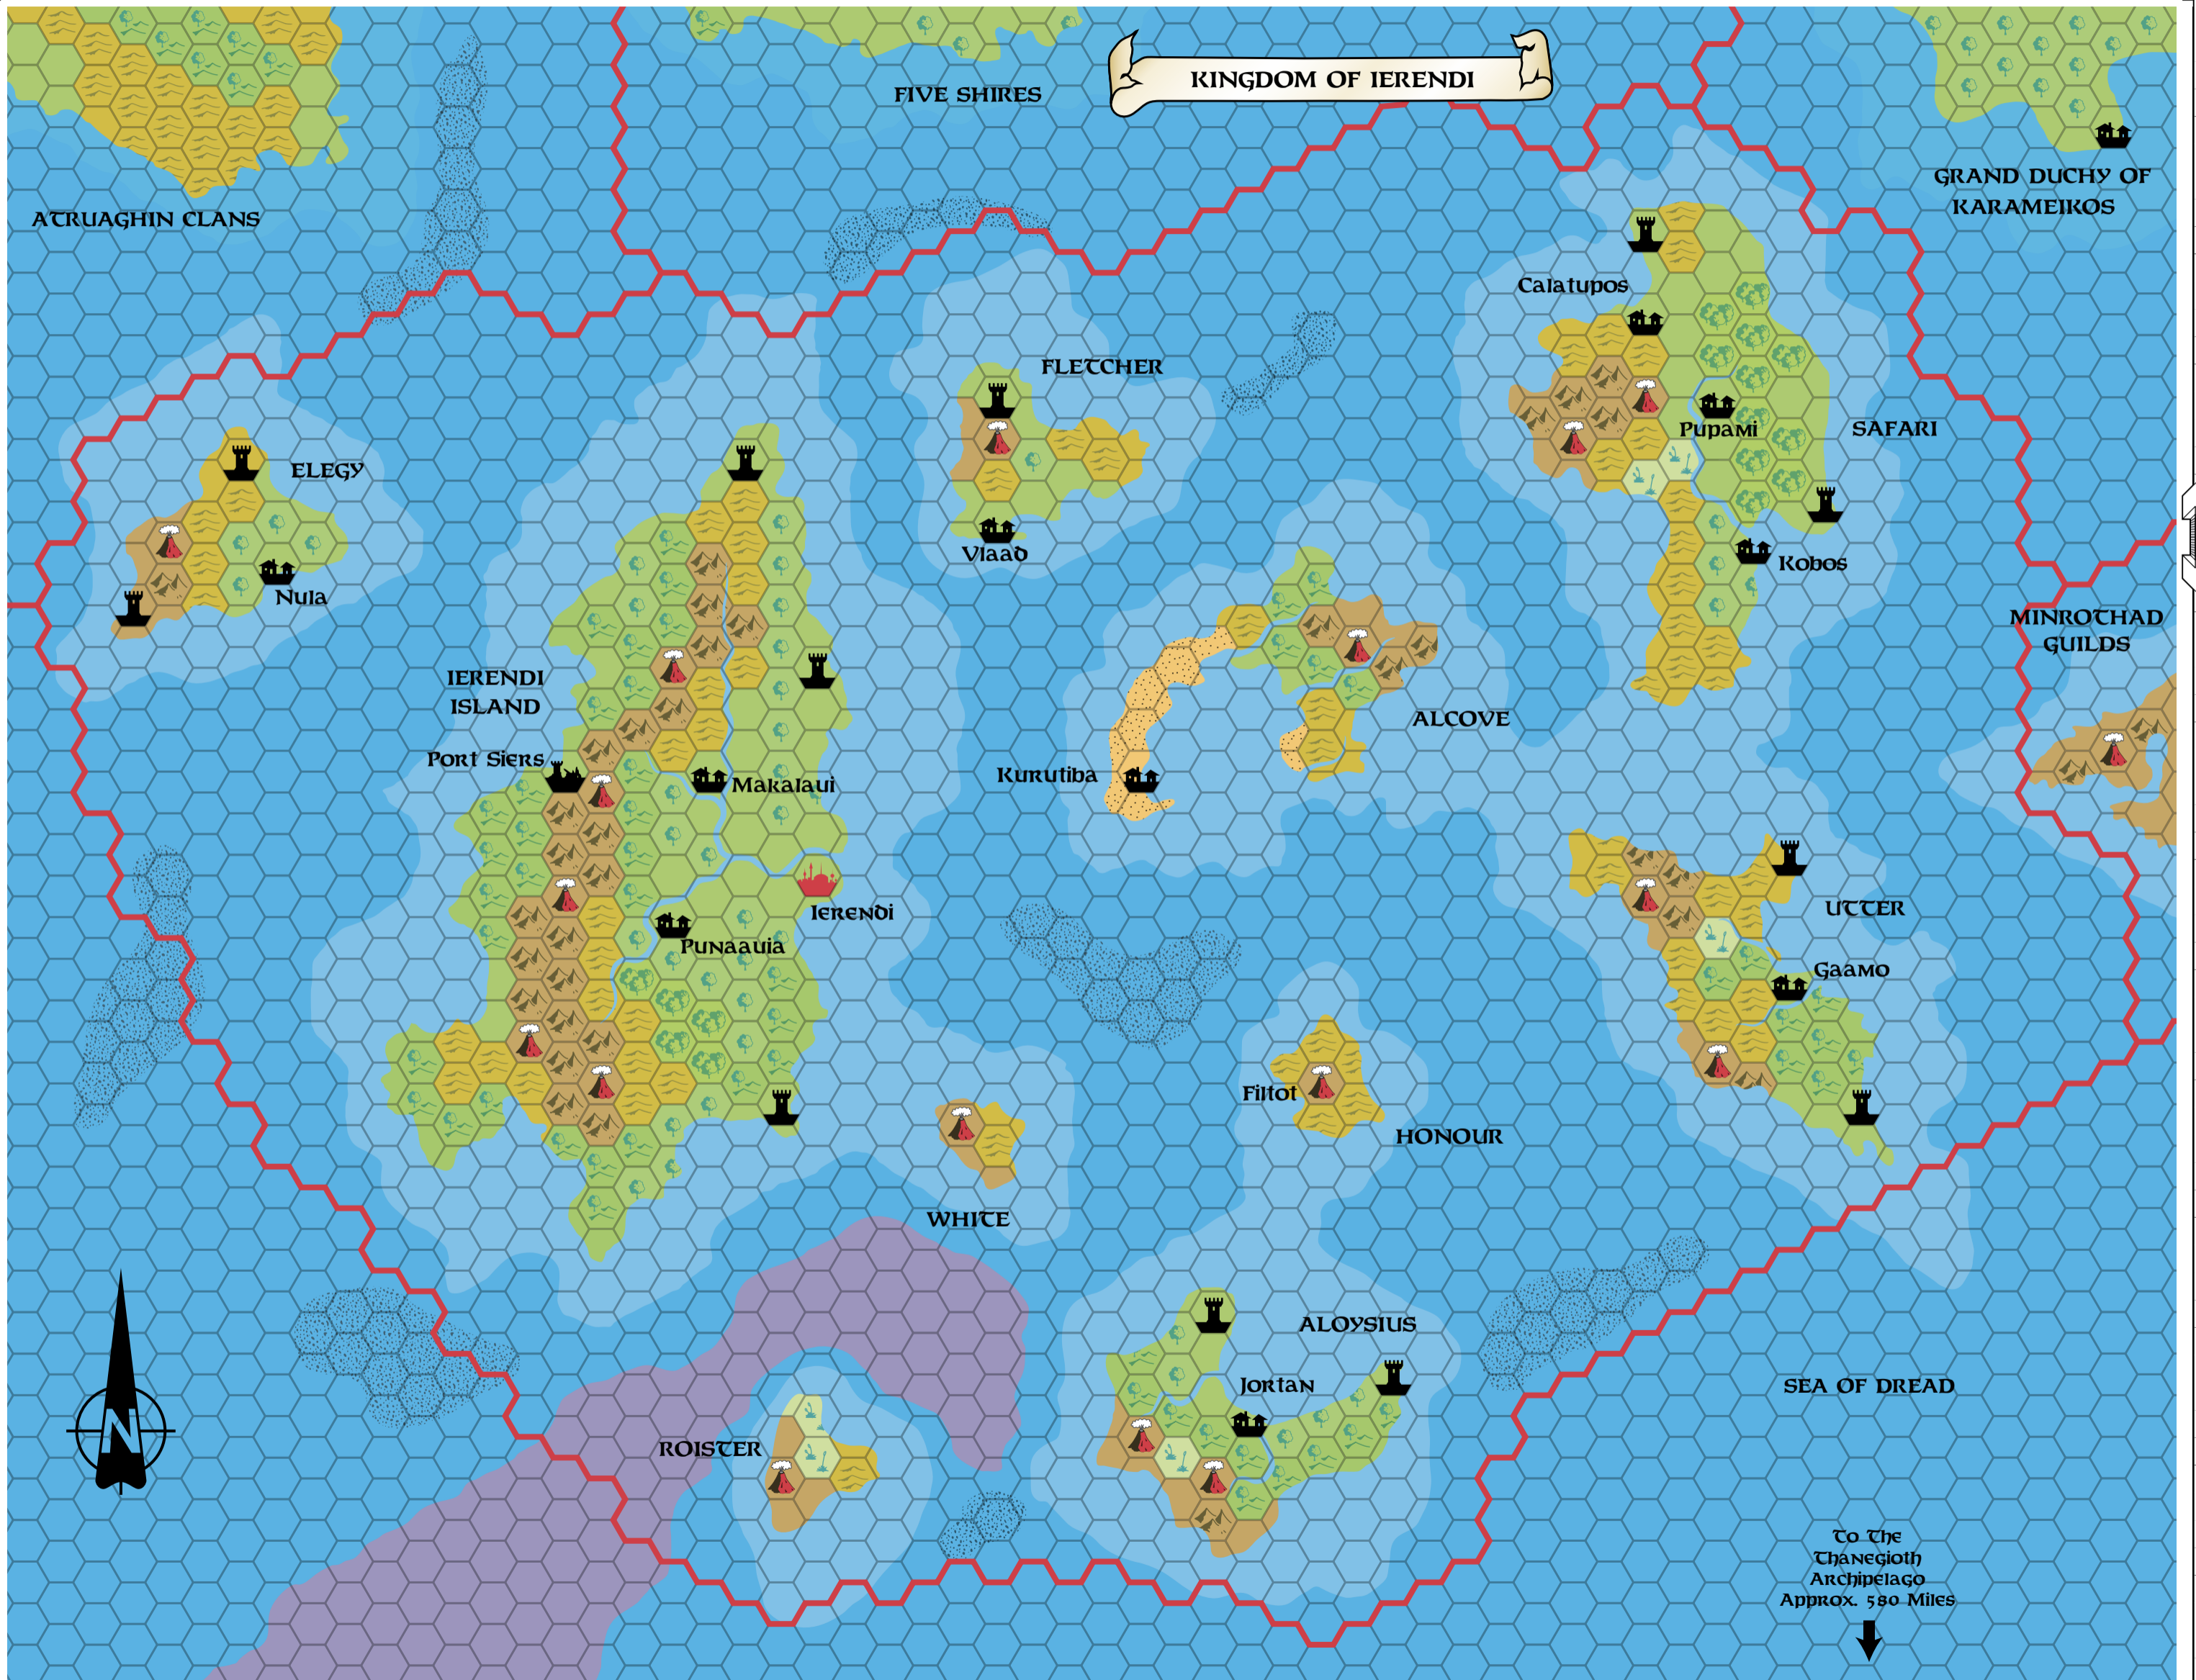 KINGDOM OF IERENDI
FIVE SHIRES
GRAND DUCHY OF
KARAMEIKOS
ATRUAGHIN CLANS
Calatupos
FLETCHER
Pupami
SAFARI
ELEGY
Vlaad
Kobos
Nula
MINROTHAD
GUILDS
IERENDI
ISLAND
ALCOVE
Port Siers
Kurutiba
Makalaui
UTTER
Ierendi
Punaauia
Gaamo
Filtot
HONOUR
WHITE
ALOYSIUS
Jortan
SEA OF DREAD
ROISTER
N
To The
Thanegioth
Archipelago
Approx. 580 Miles